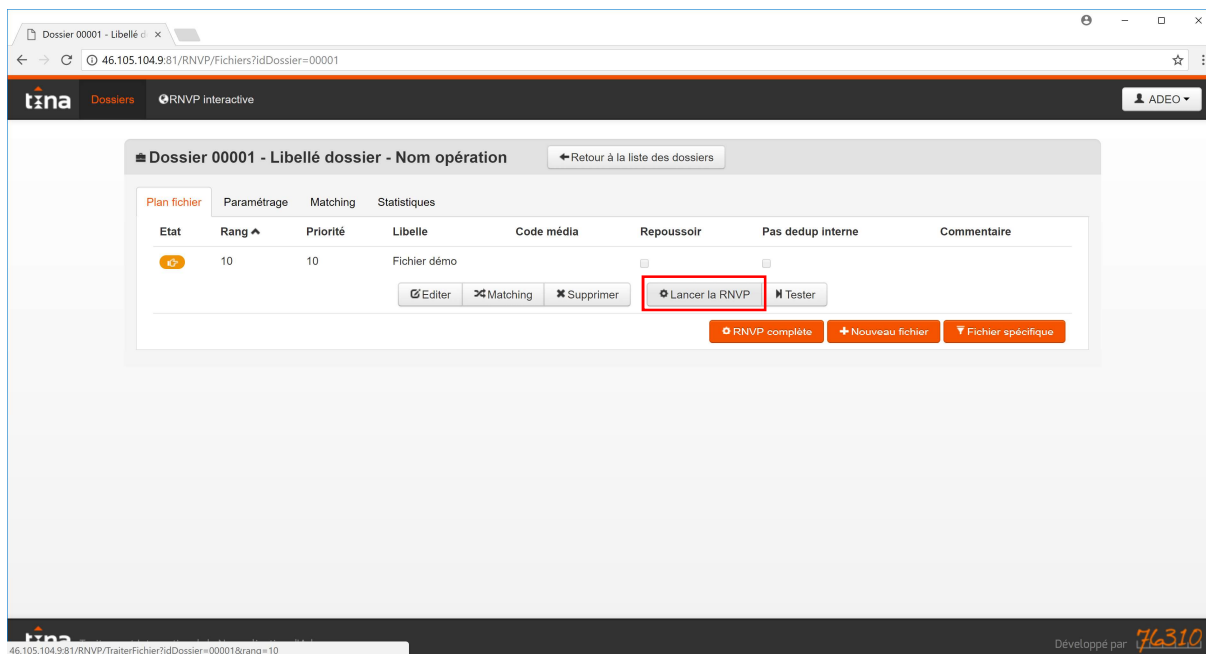 Dossier 00001 - Libellé d
46.105.104.9:81/RNVP/Fichiers?idDossier=00001
tina Dossiers RNVP interactive ADEO
Dossier 00001 - Libellé dossier - Nom opération Retour à la liste des dossiers
Plan fichier Paramétrage Matching Statistiques
Etat Rang Priorité Libelle Code média Repoussoir Pas dedup interne Commentaire
10 10 Fichier démo
Editer Matching Supprimer Lancer la RNVP Tester
RNVP complète Nouveau fichier Fichier spécifique
tina
Développé par 76310
46.105.104.9:81/RNVP/TraiterFichier?idDossier=00001&rang=10